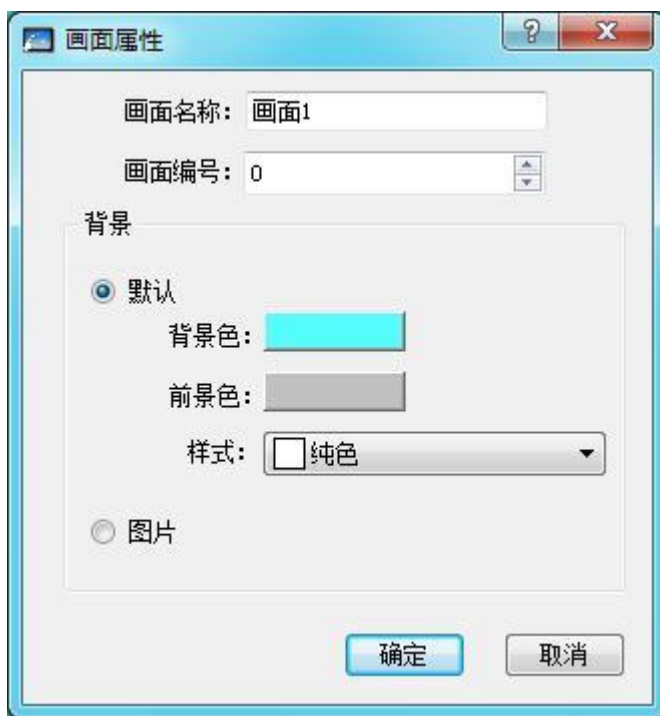 画面属性
?
画面名称: 画面1
画面编号: 0
背景
默认
背景色:
前景色:
样式: 纯色
图片
确定 取消